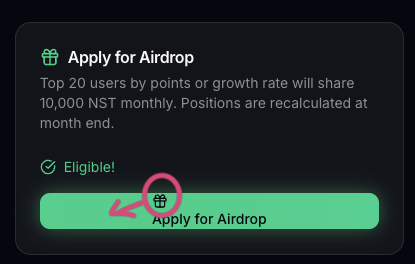 Apply for Airdrop
Top 20 users by points or growth rate will share
10,000 NST monthly. Positions are recalculated at
month end.
Eligible!
Apply for Airdrop